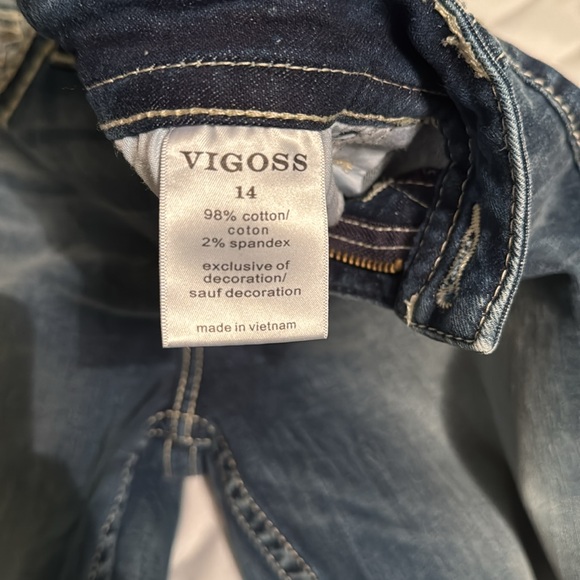 VIGOSS
14
98% cotton/
coton
2% spandex
exclusive of
decoration/
sauf decoration
made in vietnam